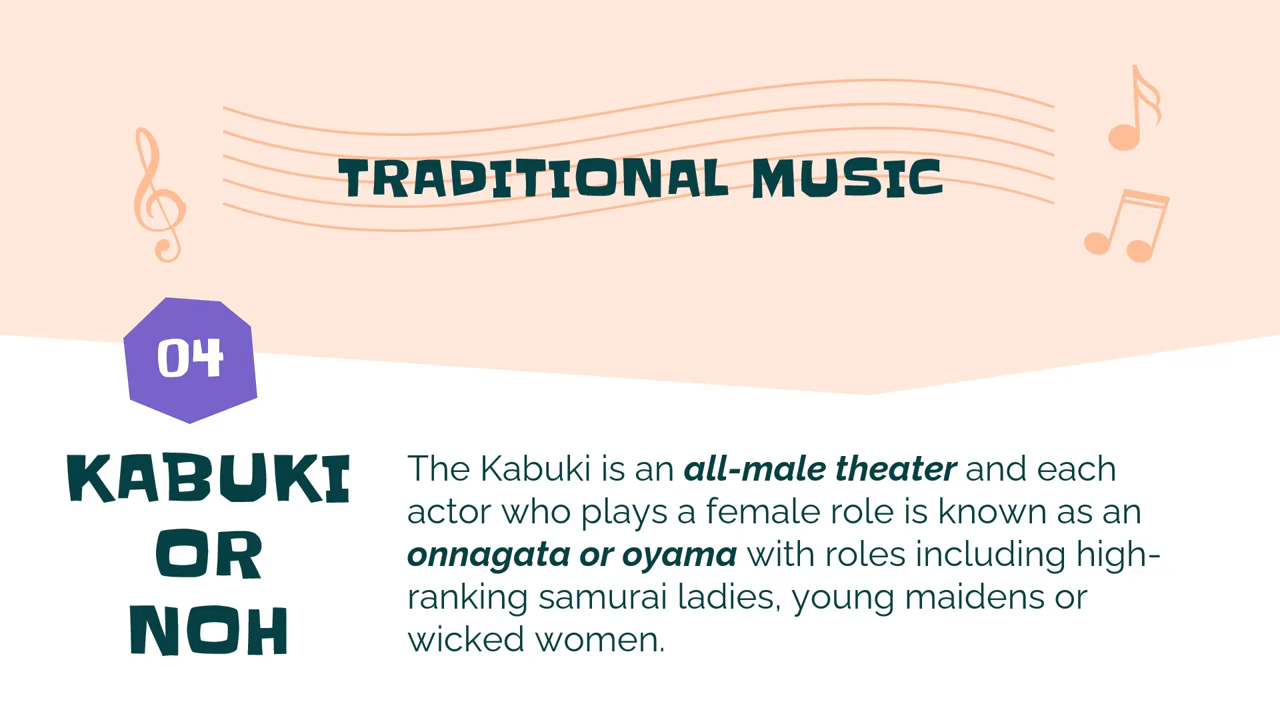 TRADITIONAL MUSIC
04
KABUKI
OR
NOH
The Kabuki is an all-male theater and each
actor who plays a female role is known as an
onnagata or oyama with roles including high-
ranking samurai ladies, young maidens or
wicked women.